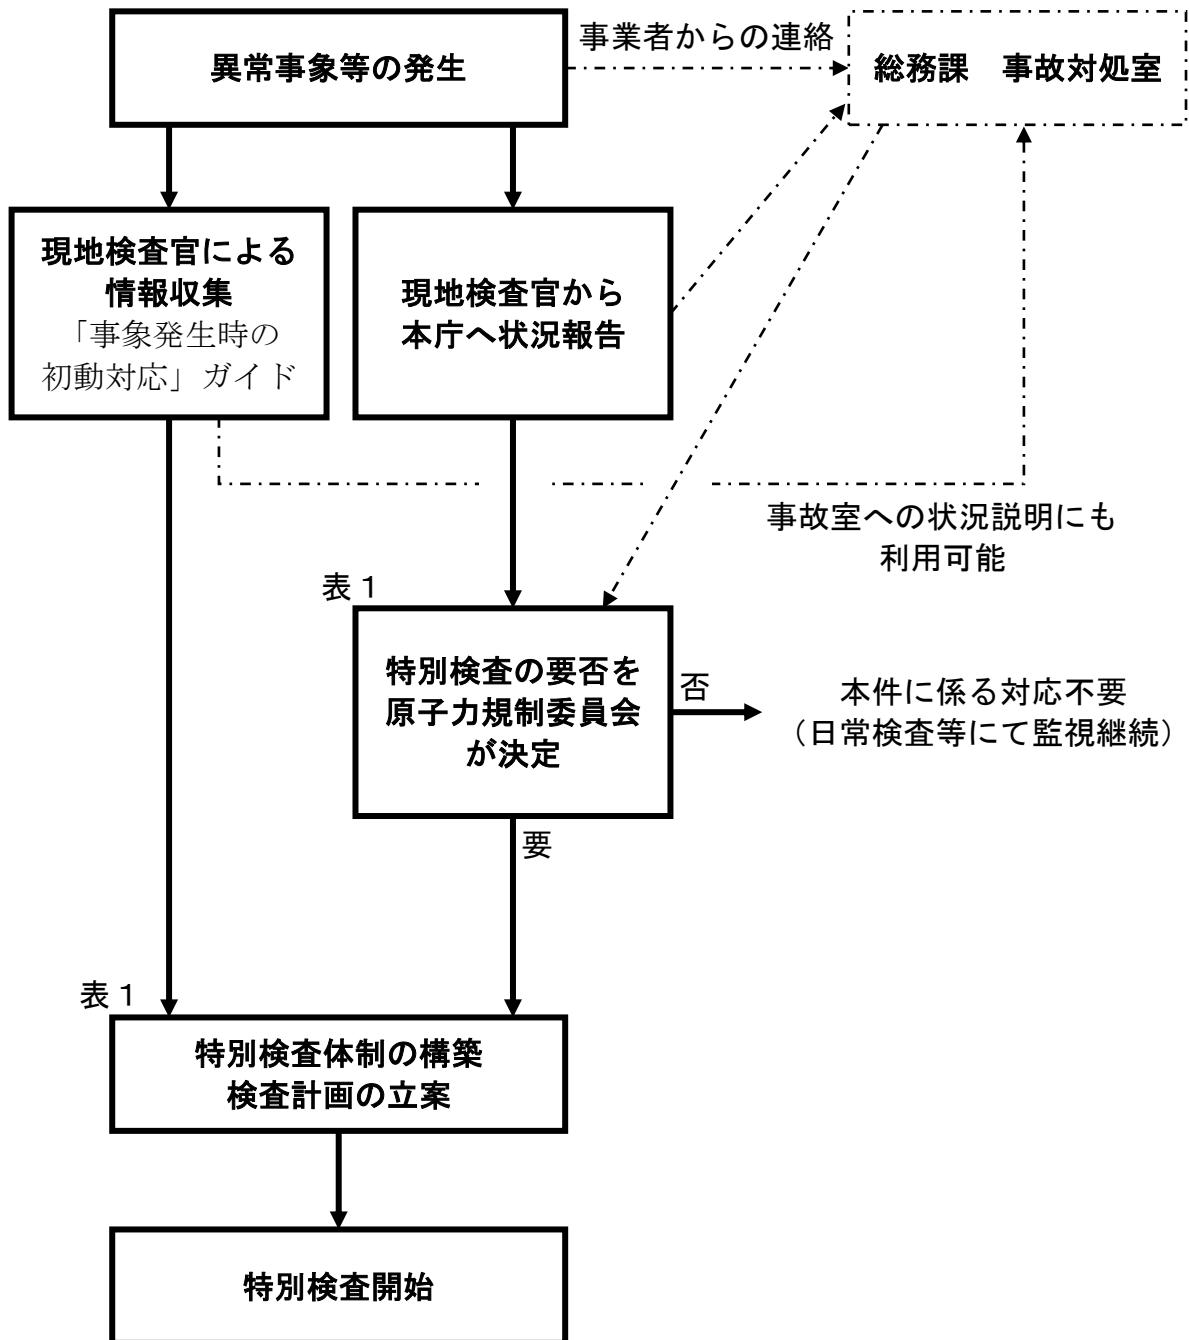 異常事象等の発生
事業者からの連絡
総務課　事故対処室
現地検査官による
情報収集
「事象発生時の
初動対応」ガイド
現地検査官から
本庁へ状況報告
事故室への状況説明にも
利用可能
表１
特別検査の要否を
原子力規制委員会
が決定
否
本件に係る対応不要
（日常検査等にて監視継続）
要
表１
特別検査体制の構築
検査計画の立案
特別検査開始